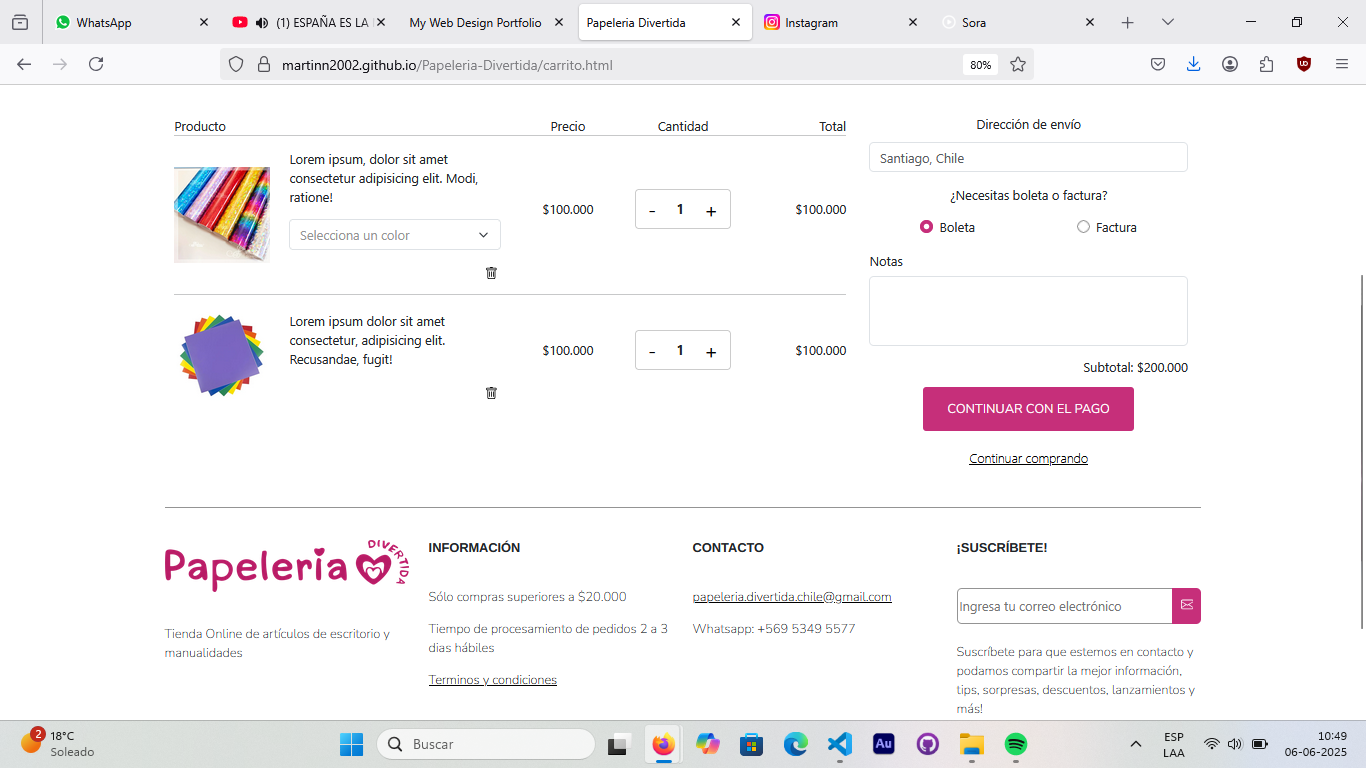 WhatsApp
(1) ESPAÑA ES LA
My Web Design Portfolio
Papeleria Divertida
Instagram
Sora
martinn2002.github.io/Papeleria-Divertida/carrito.html
80%
Producto
Precio
Cantidad
Total
Lorem ipsum, dolor sit amet
consectetur adipisicing elit. Modi,
ratione!
Selecciona un color
$100.000
- 1 +
$100.000
Lorem ipsum dolor sit amet
consectetur, adipisicing elit.
Recusandae, fugit!
$100.000
- 1 +
$100.000
Dirección de envío
Santiago, Chile
¿Necesitas boleta o factura?
Boleta
Factura
Notas
Subtotal: $200.000
CONTINUAR CON EL PAGO
Continuar comprando
Papeleria DIVERTIDA
Tienda Online de artículos de escritorio y
manualidades
INFORMACIÓN
Sólo compras superiores a $20.000
Tiempo de procesamiento de pedidos 2 a 3
dias hábiles
Terminos y condiciones
CONTACTO
papeleria.divertida.chile@gmail.com
Whatsapp: +569 5349 5577
¡SUSCRÍBETE!
Ingresa tu correo electrónico
Suscríbete para que estemos en contacto y
podamos compartir la mejor información,
tips, sorpresas, descuentos, lanzamientos y
más!
2
18°C
Soleado
Buscar
Au
ESP
LAA
10:49
06-06-2025